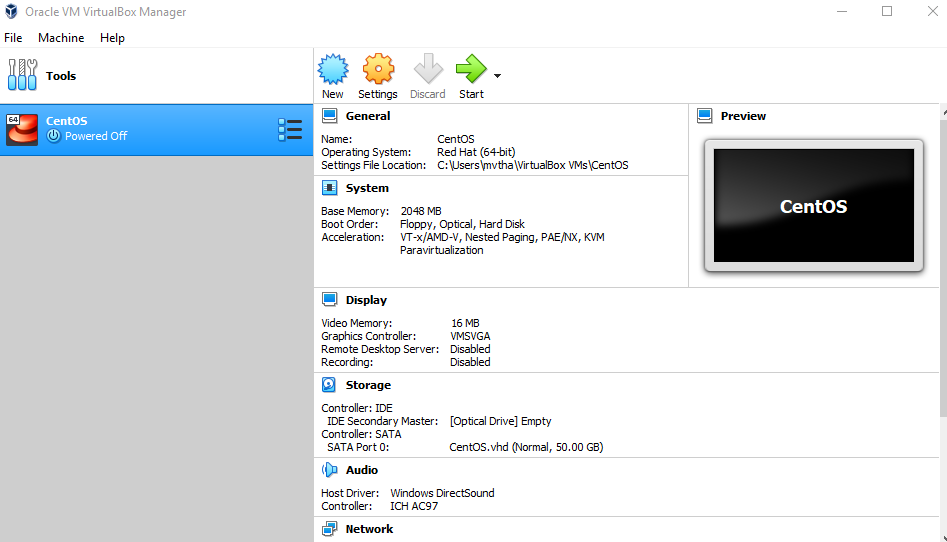 Oracle VM VirtualBox Manager
File Machine Help
Tools
New Settings Discard Start
64
CentOS
Powered Off
General
Name: CentOS
Operating System: Red Hat (64-bit)
Settings File Location: C:\Users\mvtha\VirtualBox VMs\CentOS
System
Base Memory: 2048 MB
Boot Order: Floppy, Optical, Hard Disk
Acceleration: VT-x/AMD-V, Nested Paging, PAE/NX, KVM
Paravirtualization
Preview
CentOS
Display
Video Memory: 16 MB
Graphics Controller: VMSVGA
Remote Desktop Server: Disabled
Recording: Disabled
Storage
Controller: IDE
IDE Secondary Master: [Optical Drive] Empty
Controller: SATA
SATA Port 0: CentOS.vhd (Normal, 50.00 GB)
Audio
Host Driver: Windows DirectSound
Controller: ICH AC97
Network